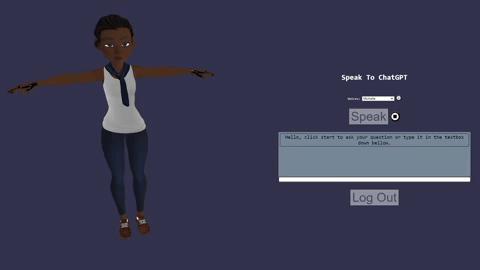 Speak To ChatGPT
Voices:
Speak
Hello, click start to ask your question or type it in the textbox
down bellow.
Log Out